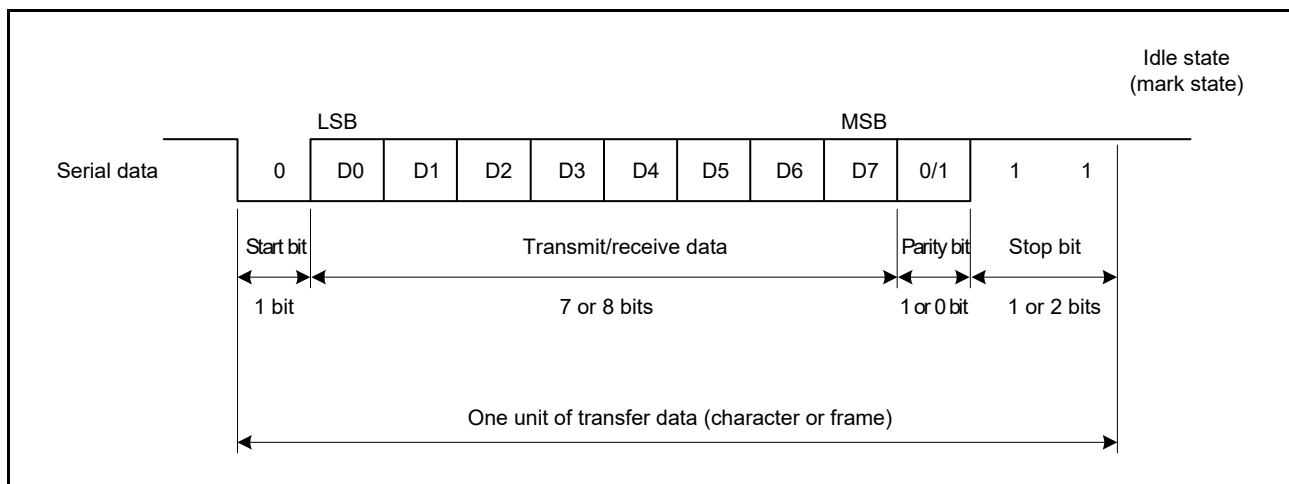 Idle state
(mark state)
LSB
MSB
Serial data
0
D0
D1
D2
D3
D4
D5
D6
D7
0/1
1
1
Start bit
Transmit/receive data
Parity bit
Stop bit
1 bit
7 or 8 bits
1 or 0 bit
1 or 2 bits
One unit of transfer data (character or frame)